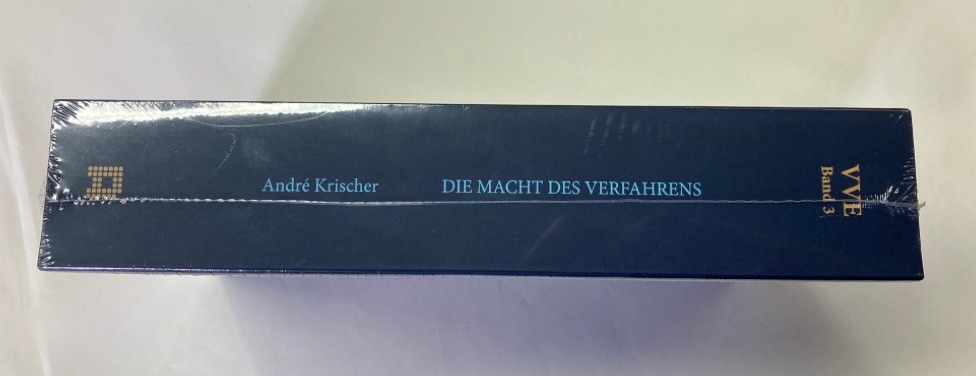 André Krischer
DIE MACHT DES VERFAHRENS
VVE
Band 3